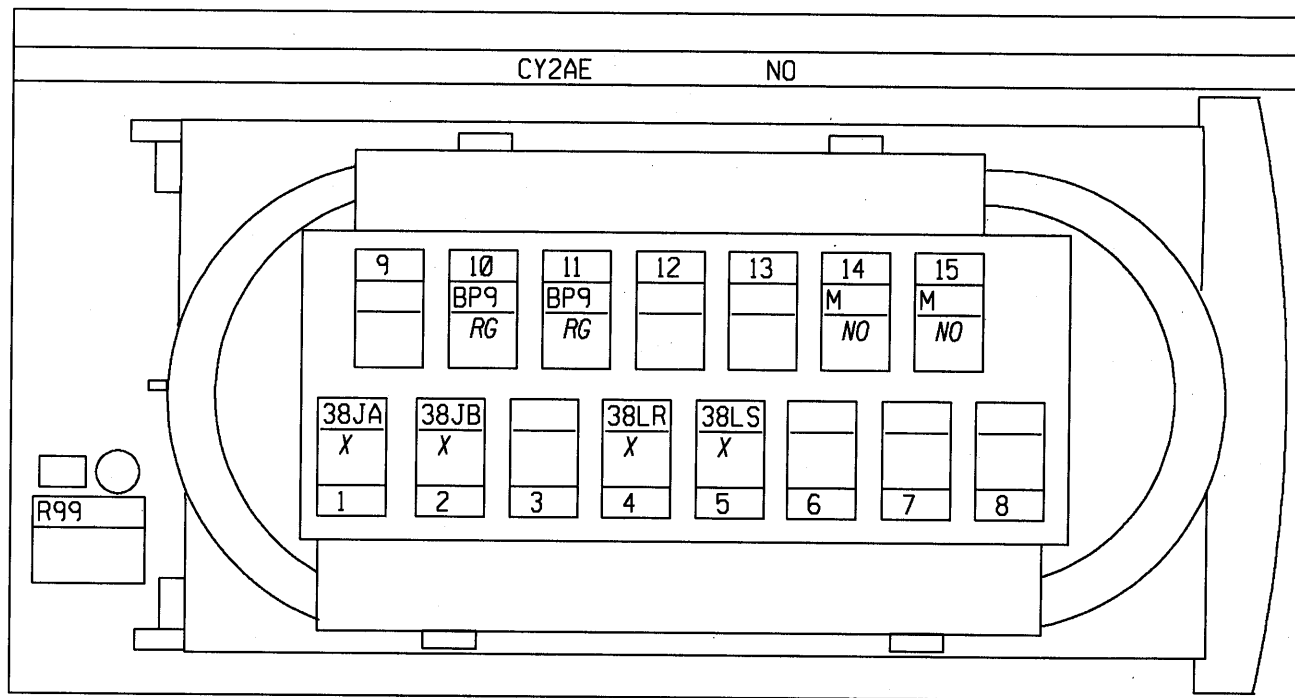 CY2AE NO
9 10 11 12 13 14 15
BP9 BP9 M M
RG RG NO NO
38JA 38JB 38LR 38LS
X X X X
1 2 3 4 5 6 7 8
R99